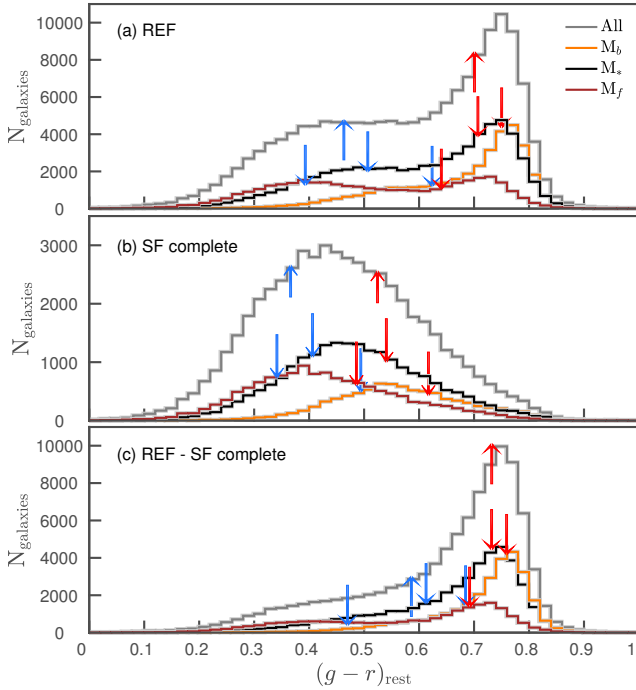 (a) REF
All
M_b
M_*
M_f
N_galaxies
10000
8000
6000
4000
2000
0
(b) SF complete
N_galaxies
3000
2000
1000
0
(c) REF - SF complete
N_galaxies
10000
8000
6000
4000
2000
0
0 0.1 0.2 0.3 0.4 0.5 0.6 0.7 0.8 0.9 1
(g − r)_rest